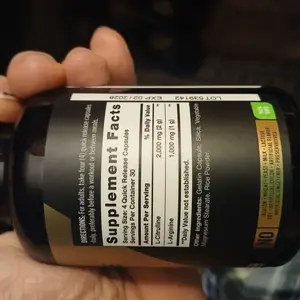 DIRECTIONS: For adults, take four (4) quick release capsules
daily, preferably before a workout or between meals.
Supplement Facts
Serving Size: 4 Quick Release Capsules
Servings Per Container 30
Amount Per Serving % Daily Value
L-Citrulline 2,000 mg (2 g) *
L-Arginine 1,000 mg (1 g) *
*Daily Value not established.
Other Ingredients: Gelatin Capsule, Silica, Vegetable
Magnesium Stearate, Rice Powder.
LOT 539142 EXP 02 / 2028
NO